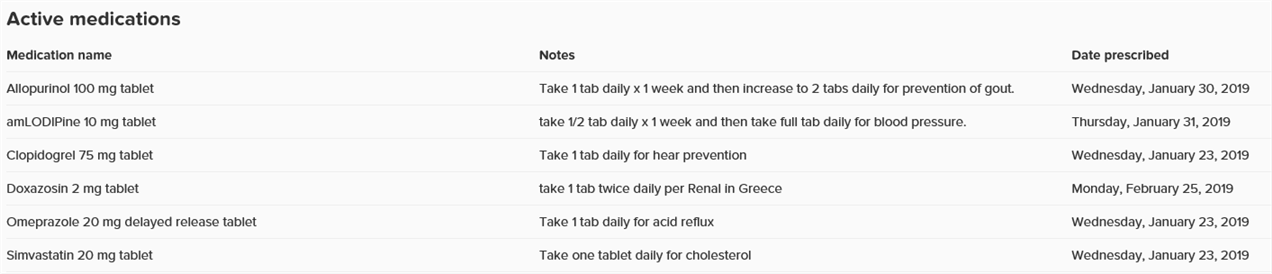 Active medications
Medication name Notes Date prescribed
Allopurinol 100 mg tablet Take 1 tab daily x 1 week and then increase to 2 tabs daily for prevention of gout. Wednesday, January 30, 2019
amLODIPine 10 mg tablet take 1/2 tab daily x 1 week and then take full tab daily for blood pressure. Thursday, January 31, 2019
Clopidogrel 75 mg tablet Take 1 tab daily for hear prevention Wednesday, January 23, 2019
Doxazosin 2 mg tablet take 1 tab twice daily per Renal in Greece Monday, February 25, 2019
Omeprazole 20 mg delayed release tablet Take 1 tab daily for acid reflux Wednesday, January 23, 2019
Simvastatin 20 mg tablet Take one tablet daily for cholesterol Wednesday, January 23, 2019